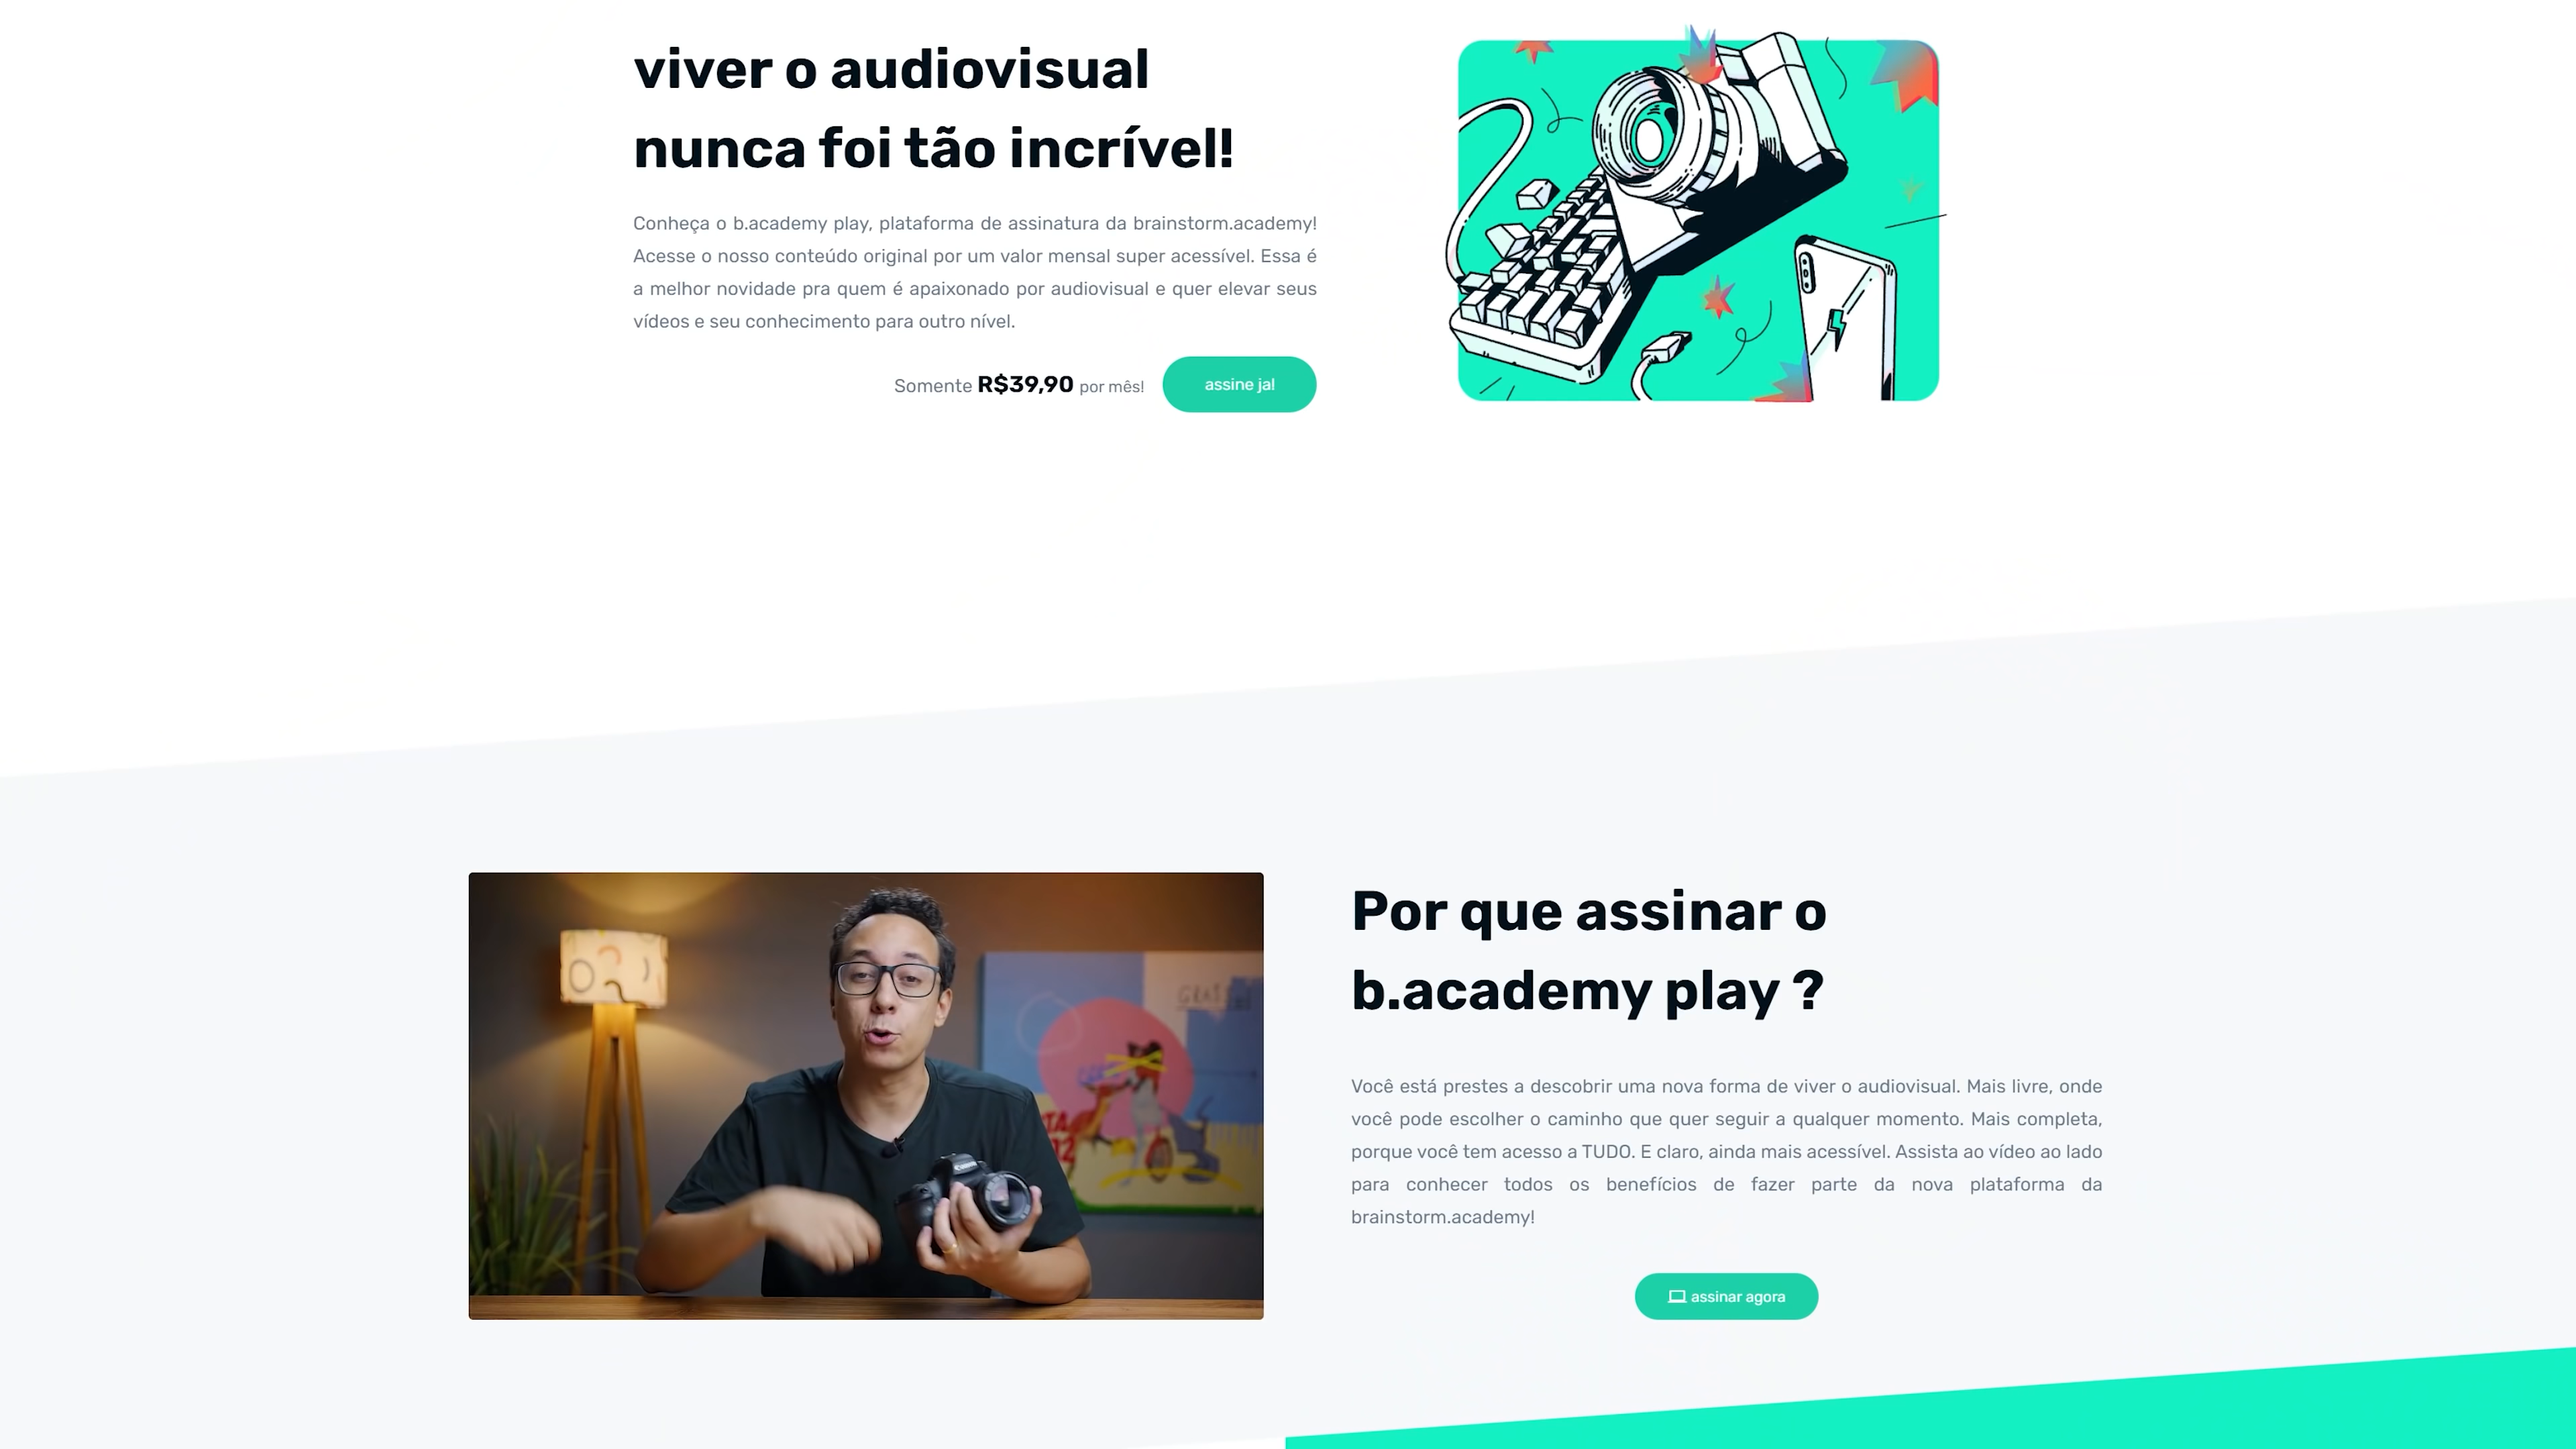 viver o audiovisual
nunca foi tão incrível!
Conheça o b.academy play, plataforma de assinatura da brainstorm.academy!
Acesse o nosso conteúdo original por um valor mensal super acessível. Essa é
a melhor novidade pra quem é apaixonado por audiovisual e quer elevar seus
vídeos e seu conhecimento para outro nível.
Somente R$39,90 por mês! assine ja!
Por que assinar o
b.academy play ?
Você está prestes a descobrir uma nova forma de viver o audiovisual. Mais livre, onde
você pode escolher o caminho que quer seguir a qualquer momento. Mais completa,
porque você tem acesso a TUDO. E claro, ainda mais acessível. Assista ao vídeo ao lado
para conhecer todos os benefícios de fazer parte da nova plataforma da
brainstorm.academy!
assinar agora
Canon